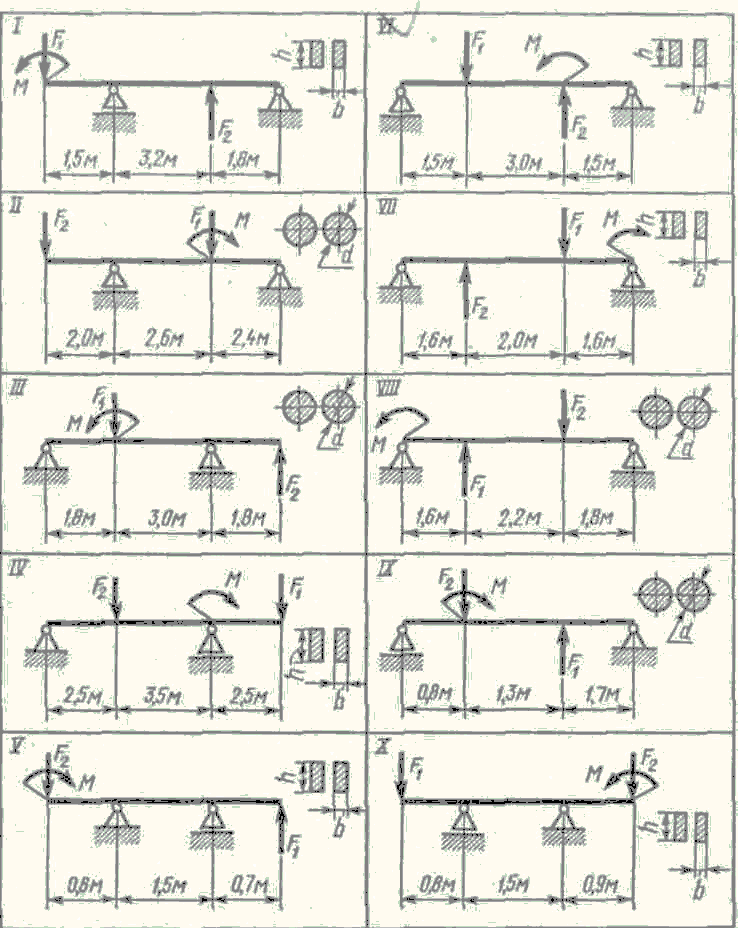 I
F₁
M
F₂
h
b
1,5м 3,2м 1,8м
II
F₂
F₁
M
d
2,0м 2,6м 2,4м
III
F₁
M
F₂
d
1,8м 3,0м 1,8м
IV
F₂
M
F₁
h
b
2,5м 3,5м 2,5м
V
F₂
M
F₁
h
b
0,6м 1,5м 0,7м
VI
F₁
M
F₂
h
b
1,5м 3,0м 1,5м
VII
F₁
M
F₂
h
b
1,6м 2,0м 1,6м
VIII
M
F₂
F₁
d
1,6м 2,2м 1,8м
IX
F₂
M
F₁
d
0,8м 1,3м 1,7м
X
F₁
M
F₂
h
b
0,8м 1,5м 0,9м